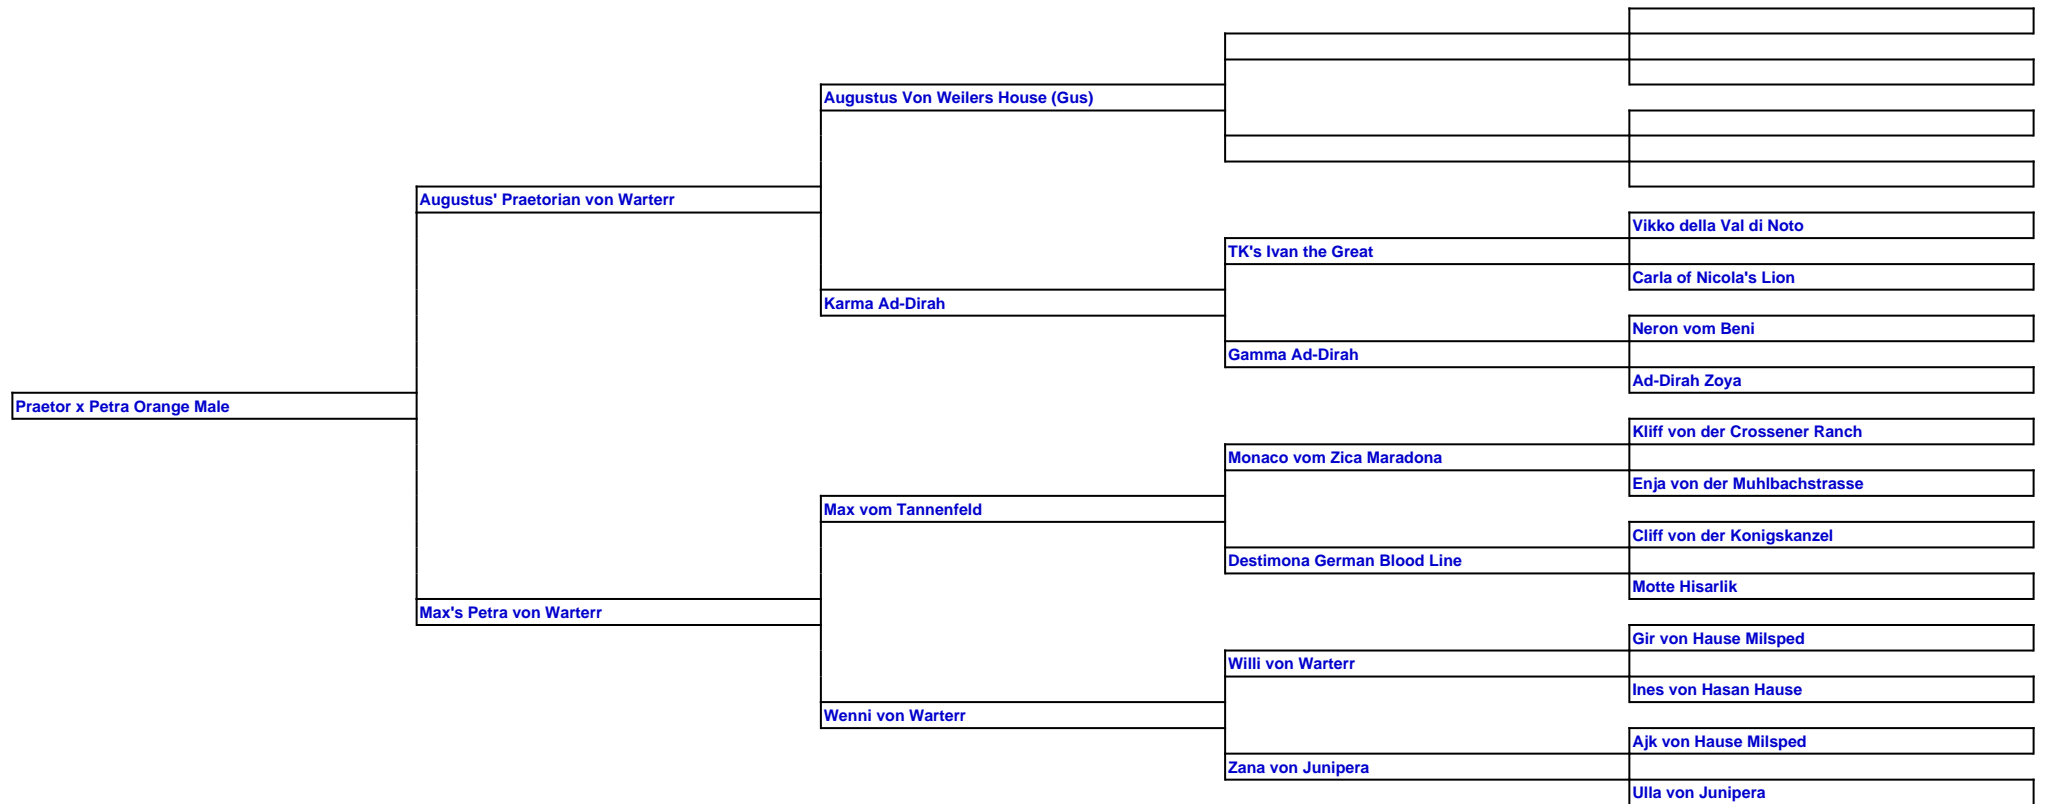 Augustus Von Weilers House (Gus)
Augustus' Praetorian von Warterr
Vikko della Val di Noto
TK's Ivan the Great
Carla of Nicola's Lion
Karma Ad-Dirah
Neron vom Beni
Gamma Ad-Dirah
Ad-Dirah Zoya
Praetor x Petra Orange Male
Kliff von der Crossener Ranch
Monaco vom Zica Maradona
Enja von der Muhlbachstrasse
Max vom Tannenfeld
Cliff von der Konigskanzel
Destimona German Blood Line
Motte Hisarlik
Max's Petra von Warterr
Gir von Hause Milsped
Willi von Warterr
Ines von Hasan Hause
Wenni von Warterr
Ajk von Hause Milsped
Zana von Junipera
Ulla von Junipera